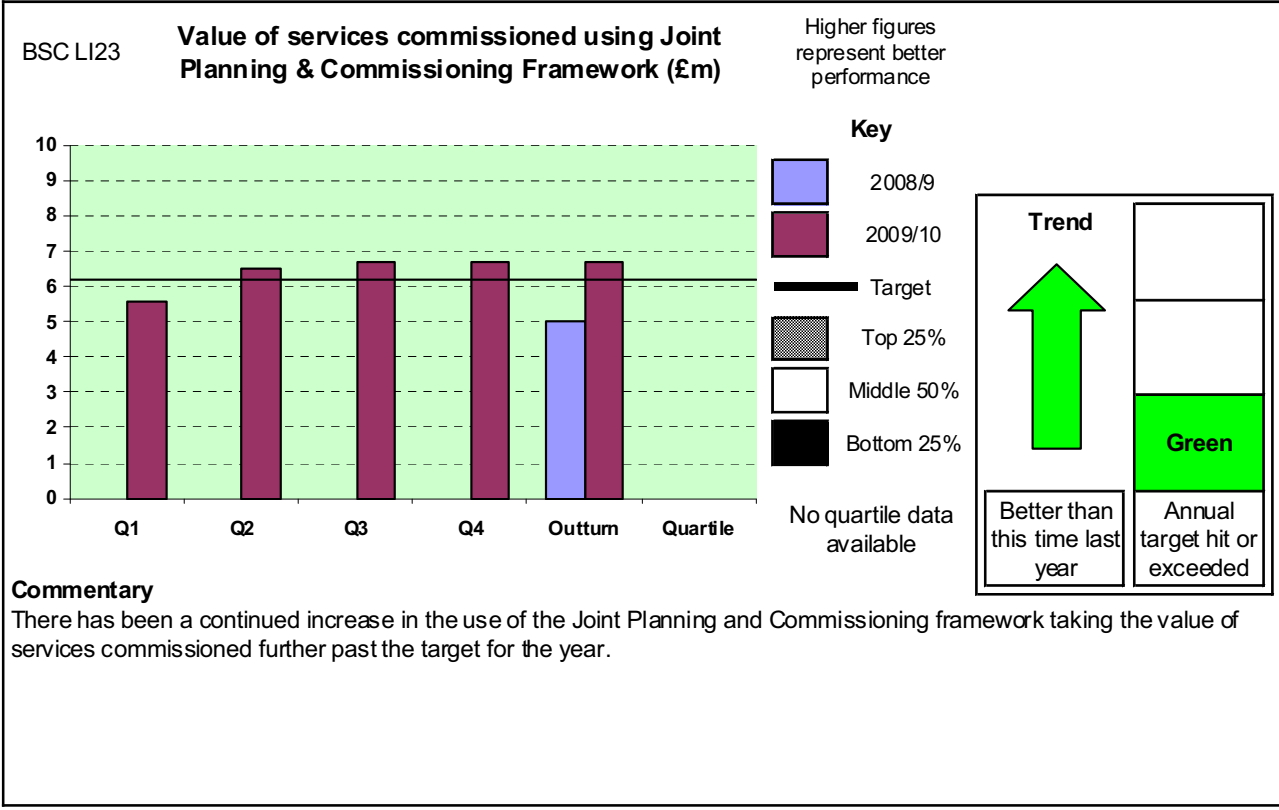 BSC LI23
Value of services commissioned using Joint
Planning & Commissioning Framework (£m)
Higher figures
represent better
performance
10
9
8
7
6
5
4
3
2
1
0
Q1
Q2
Q3
Q4
Outturn
Quartile
Key
2008/9
2009/10
Target
Top 25%
Middle 50%
Bottom 25%
No quartile data
available
Trend
Green
Better than
this time last
year
Annual
target hit or
exceeded
Commentary
There has been a continued increase in the use of the Joint Planning and Commissioning framework taking the value of
services commissioned further past the target for the year.